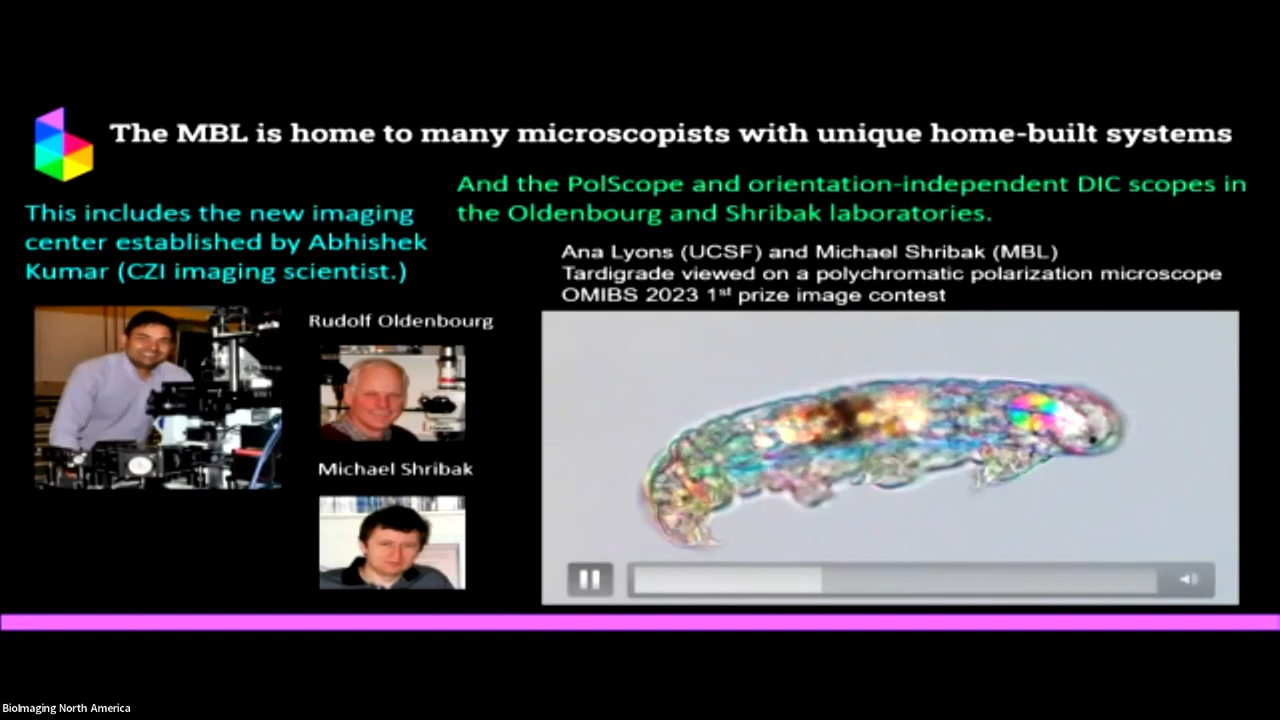 The MBL is home to many microscopists with unique home-built systems
This includes the new imaging
center established by Abhishek
Kumar (CZI imaging scientist.)
And the PolScope and orientation-independent DIC scopes in
the Oldenbourg and Shribak laboratories.
Ana Lyons (UCSF) and Michael Shribak (MBL)
Tardigrade viewed on a polychromatic polarization microscope
OMIBS 2023 1st prize image contest
Rudolf Oldenbourg
Michael Shribak
BioImaging North America